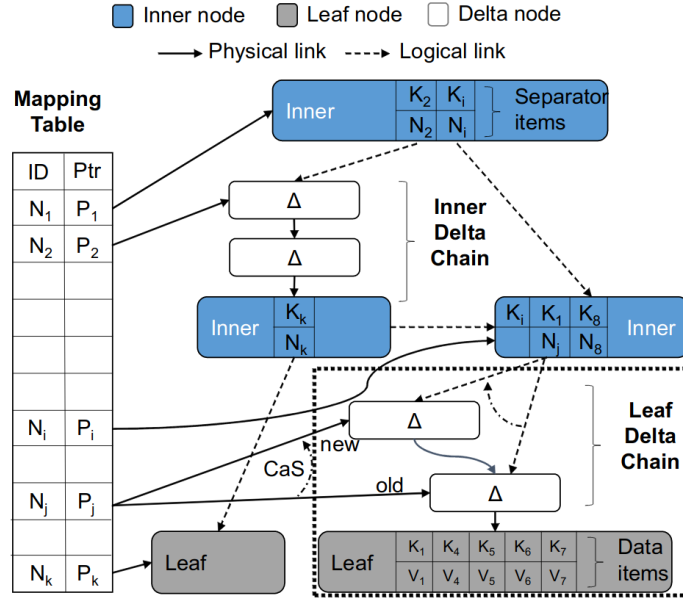 Inner node Leaf node Delta node
Physical link Logical link
Mapping
Table
ID Ptr
N1 P1
N2 P2
Ni Pi
Nj Pj
Nk Pk
Inner K2 Ki
N2 Ni
Separator
items
Δ
Δ
Inner
Delta
Chain
Inner Kk
Nk
Ki K1 K8 Inner
Nj N8
Δ
new
CaS
old
Δ
Leaf
Delta
Chain
Leaf
Leaf K1 K4 K5 K6 K7
V1 V4 V5 V6 V7
Data
items